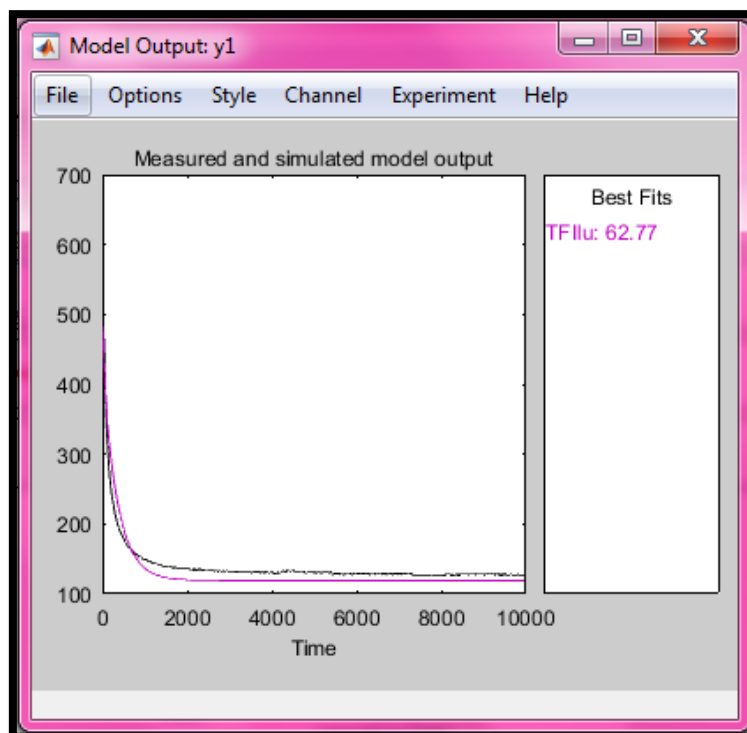 Model Output: y1
File Options Style Channel Experiment Help
Measured and simulated model output
700
600
500
400
300
200
100
0 2000 4000 6000 8000 10000
Time
Best Fits
TFIlu: 62.77